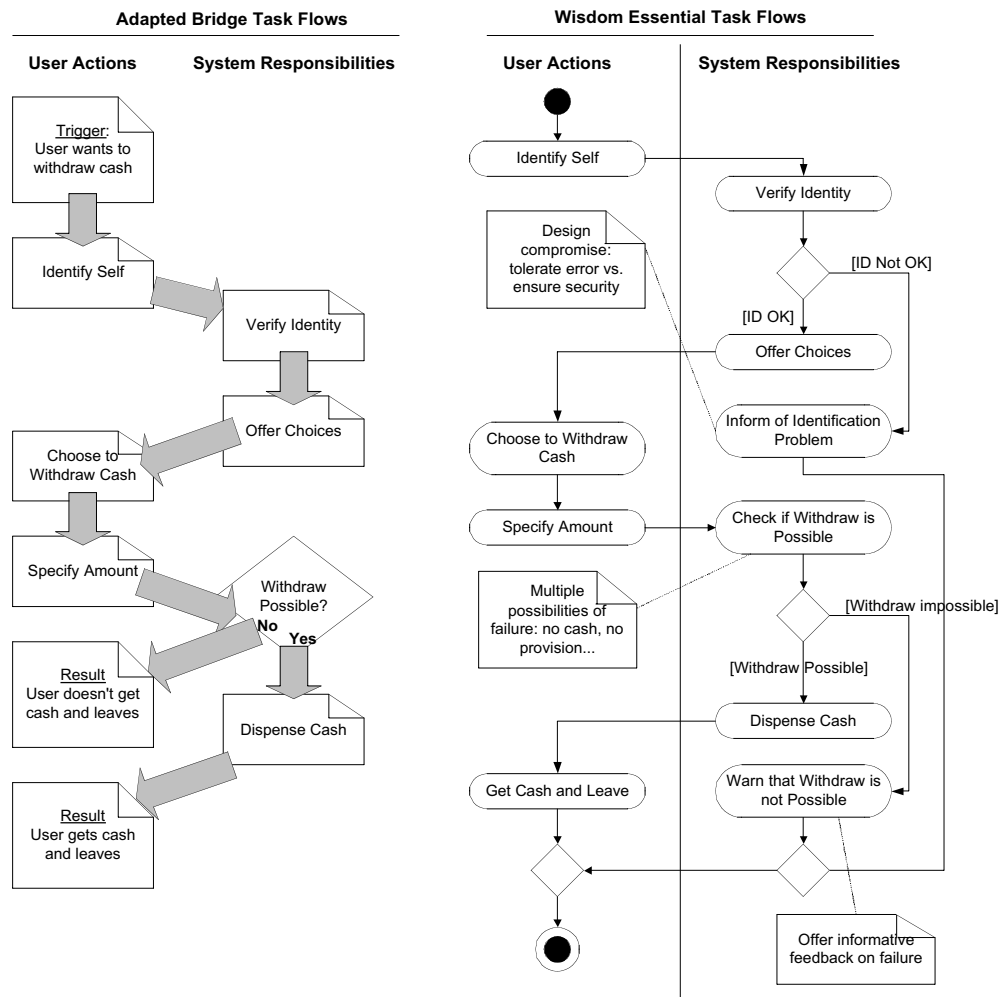 Adapted Bridge Task Flows
User Actions
System Responsibilities
Trigger:
User wants to
withdraw cash
Identify Self
Verify Identity
Offer Choices
Choose to
Withdraw Cash
Specify Amount
Withdraw
Possible?
No
Yes
Result
User doesn't get
cash and leaves
Dispense Cash
Result
User gets cash
and leaves
Wisdom Essential Task Flows
User Actions
System Responsibilities
Identify Self
Verify Identity
Design
compromise:
tolerate error vs.
ensure security
[ID Not OK]
[ID OK]
Offer Choices
Inform of Identification
Problem
Choose to Withdraw
Cash
Specify Amount
Check if Withdraw is
Possible
Multiple
possibilities of
failure: no cash, no
provision...
[Withdraw impossible]
[Withdraw Possible]
Dispense Cash
Get Cash and Leave
Warn that Withdraw is
not Possible
Offer informative
feedback on failure